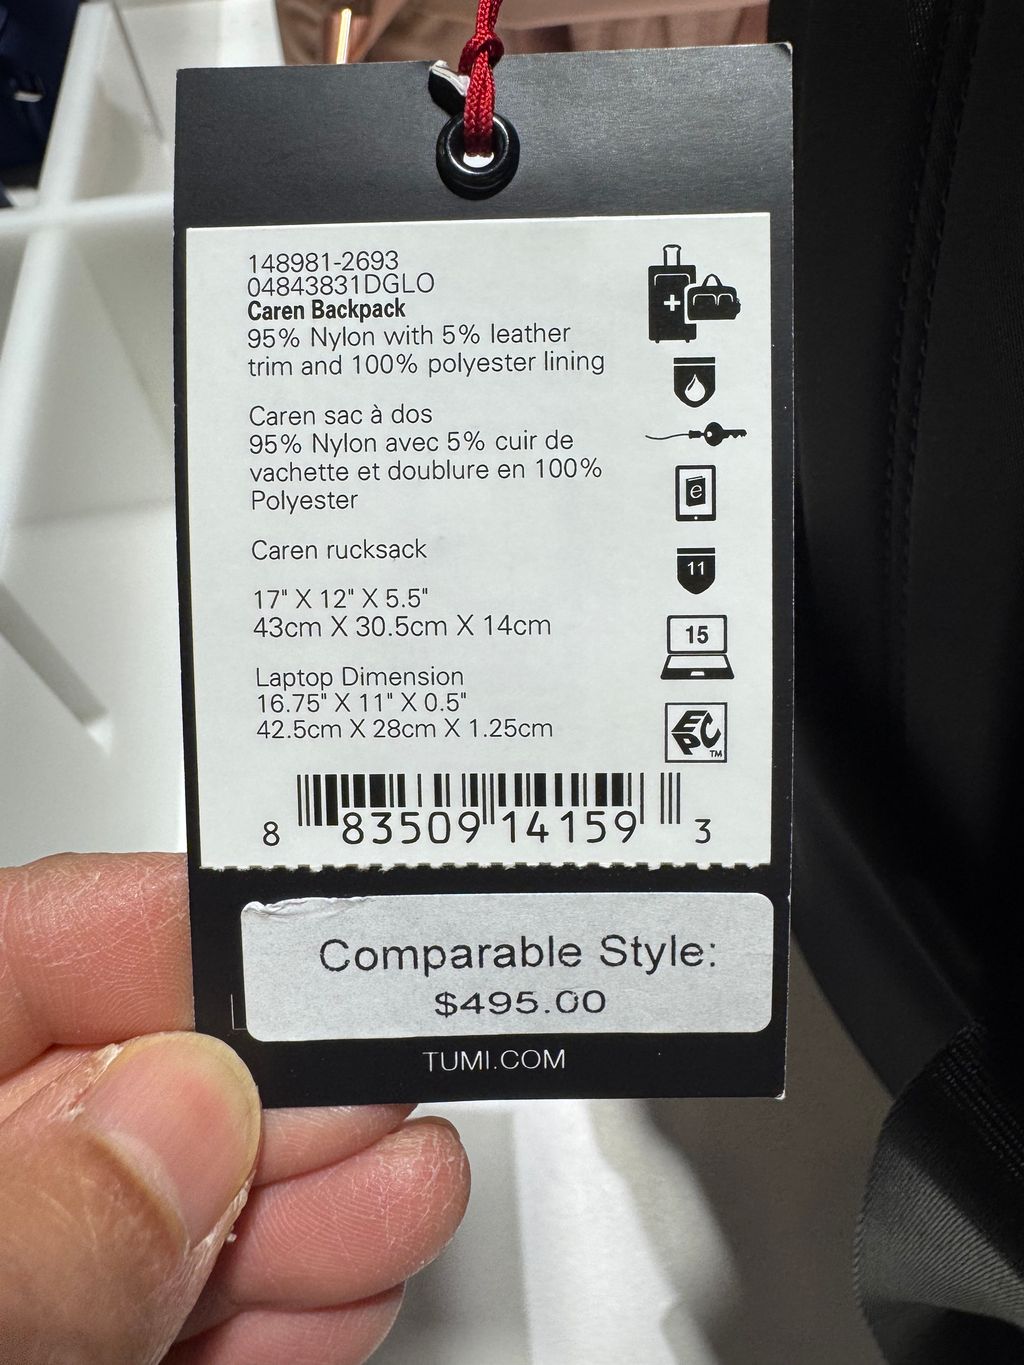 148981-2693
04843831DGLO
Caren Backpack
95% Nylon with 5% leather
trim and 100% polyester lining
Caren sac à dos
95% Nylon avec 5% cuir de
vachette et doublure en 100%
Polyester
Caren rucksack
17" X 12" X 5.5"
43cm X 30.5cm X 14cm
Laptop Dimension
16.75" X 11" X 0.5"
42.5cm X 28cm X 1.25cm
e
11
15
EPC™
8 83509 14159 3
Comparable Style:
$495.00
TUMI.COM